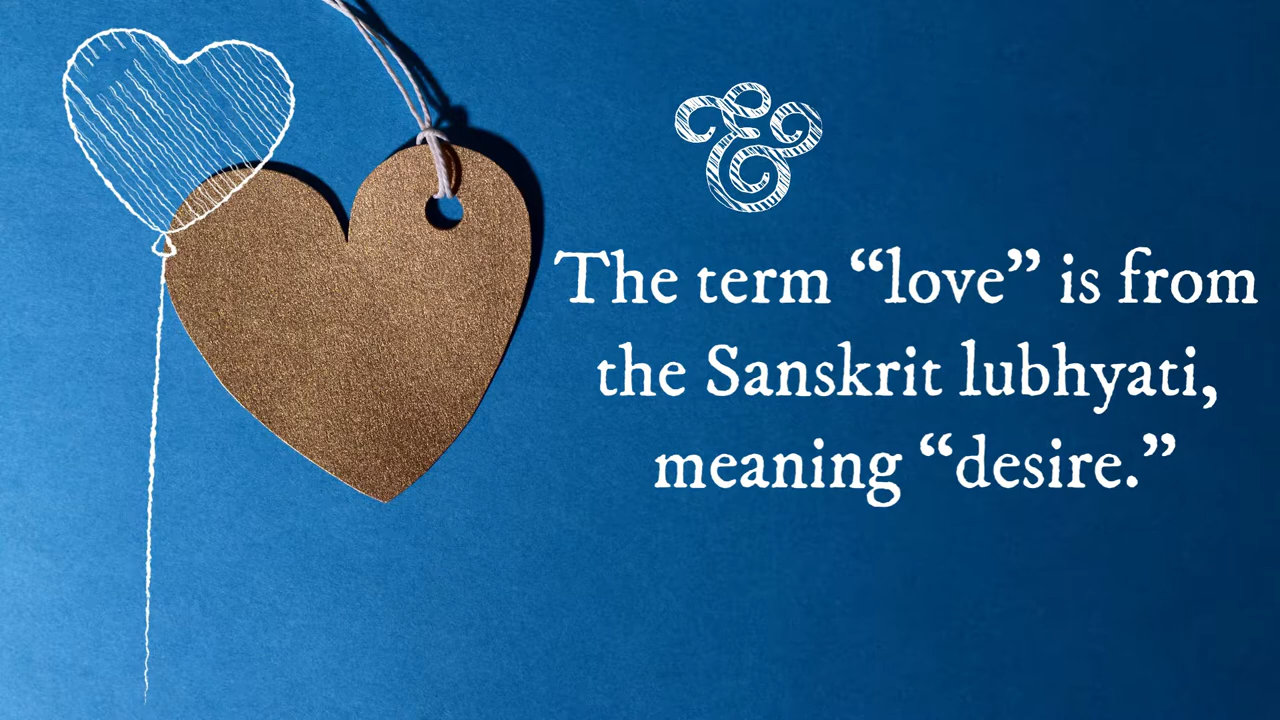 &
The term “love” is from
the Sanskrit lubhyati,
meaning “desire.”